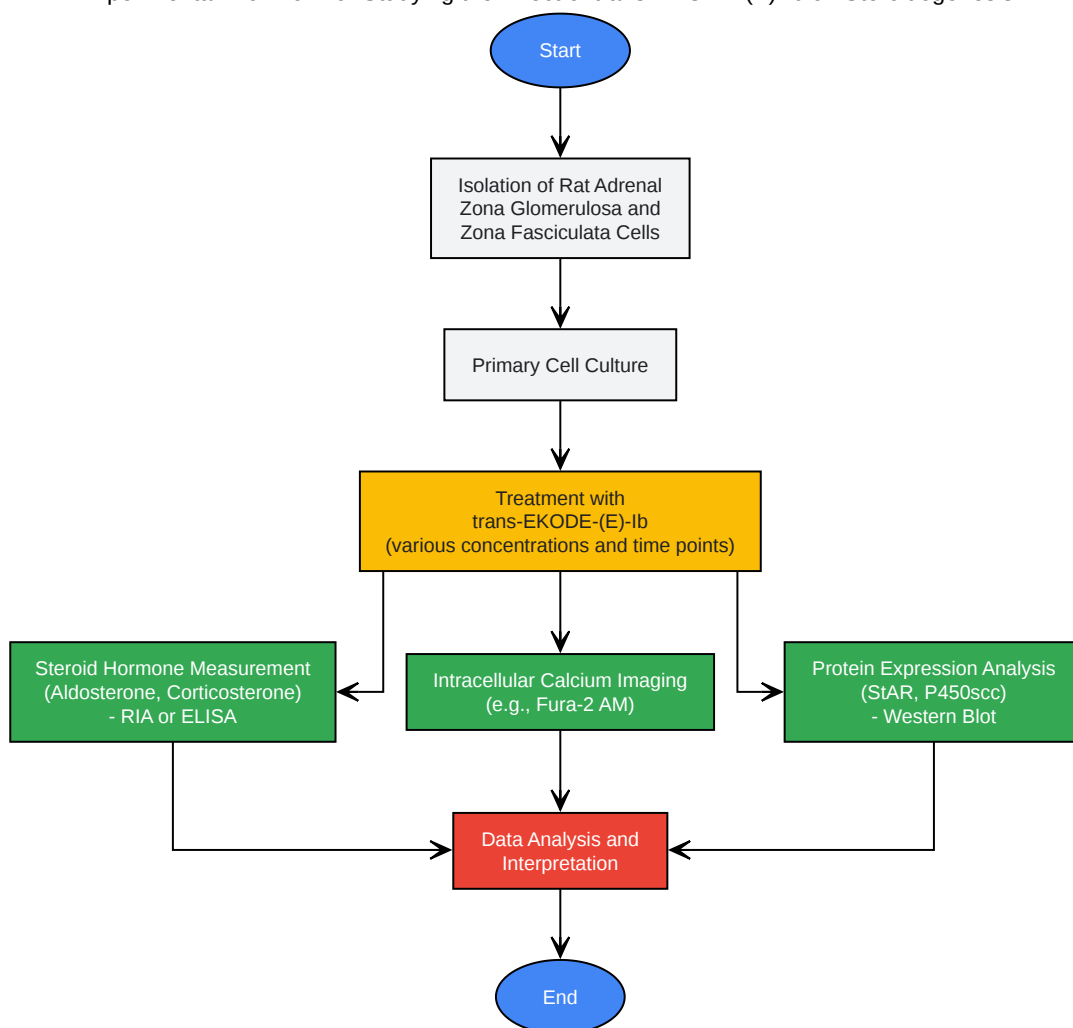 Start
Isolation of Rat Adrenal
Zona Glomerulosa and
Zona Fasciculata Cells
Primary Cell Culture
Treatment with
trans-EKODE-(E)-Ib
(various concentrations and time points)
Steroid Hormone Measurement
(Aldosterone, Corticosterone)
- RIA or ELISA
Intracellular Calcium Imaging
(e.g., Fura-2 AM)
Protein Expression Analysis
(StAR, P450scc)
- Western Blot
Data Analysis and
Interpretation
End